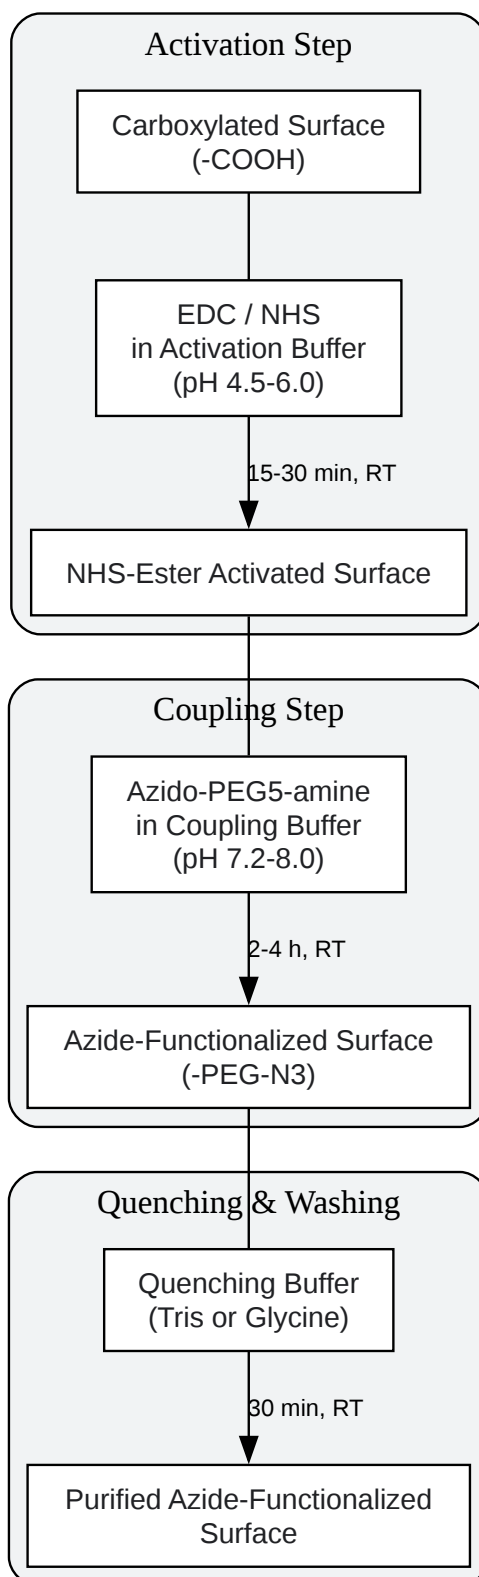 Activation Step
Carboxylated Surface
(-COOH)
EDC / NHS
in Activation Buffer
(pH 4.5-6.0)
15-30 min, RT
NHS-Ester Activated Surface
Coupling Step
Azido-PEG5-amine
in Coupling Buffer
(pH 7.2-8.0)
2-4 h, RT
Azide-Functionalized Surface
(-PEG-N3)
Quenching & Washing
Quenching Buffer
(Tris or Glycine)
30 min, RT
Purified Azide-Functionalized
Surface